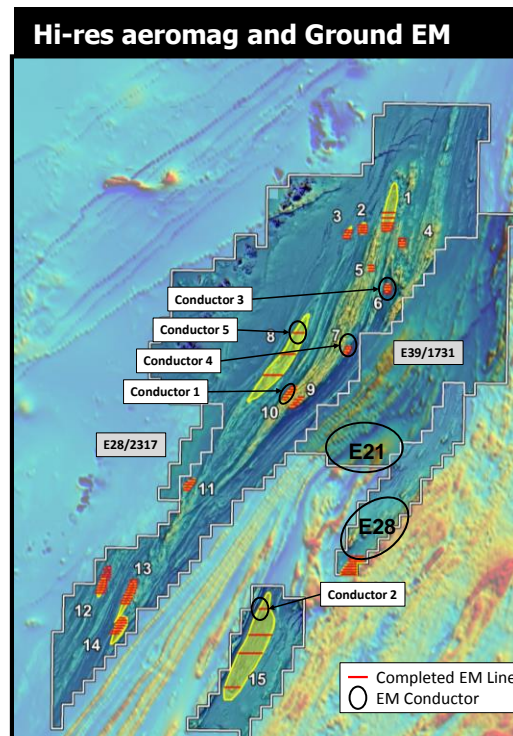 Hi-res aeromag and Ground EM
1
2
3
4
5
6
Conductor 3
Conductor 5
8
7
Conductor 4
E39/1731
Conductor 1
9
10
E21
E28/2317
11
E28
13
12
Conductor 2
14
15
Completed EM Line
EM Conductor